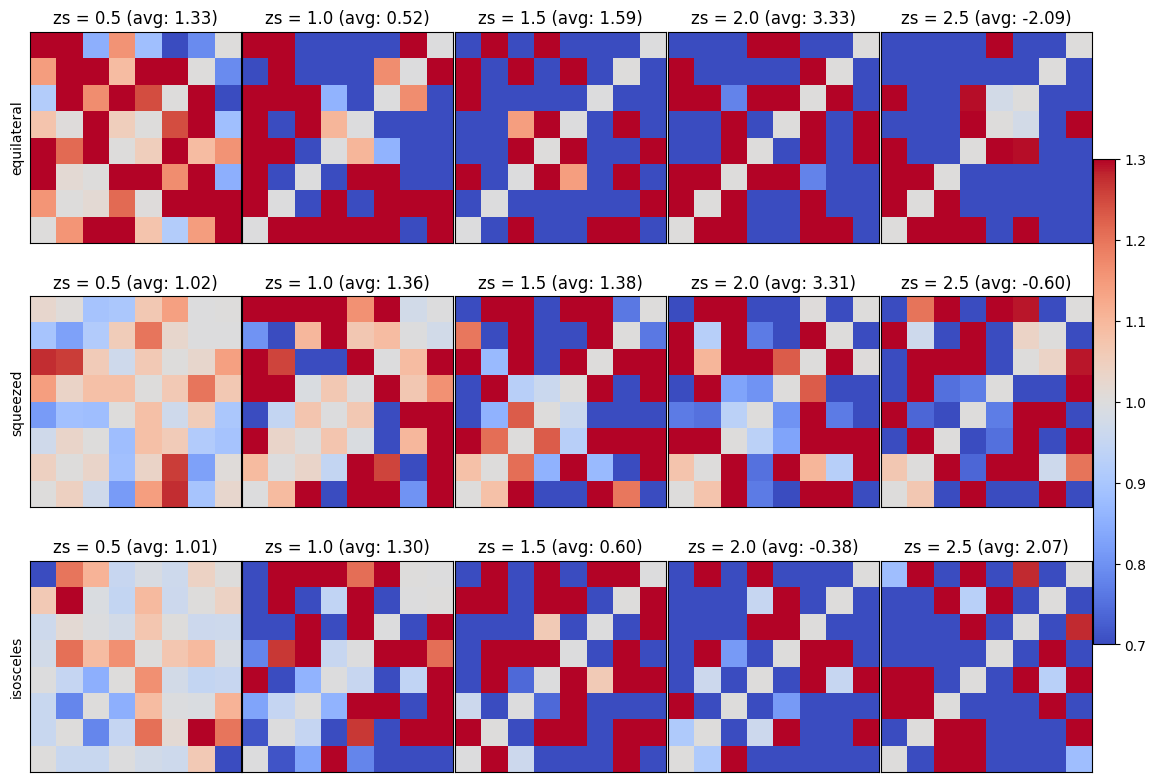 zs = 0.5 (avg: 1.33)
zs = 1.0 (avg: 0.52)
zs = 1.5 (avg: 1.59)
zs = 2.0 (avg: 3.33)
zs = 2.5 (avg: -2.09)
equilateral
zs = 0.5 (avg: 1.02)
zs = 1.0 (avg: 1.36)
zs = 1.5 (avg: 1.38)
zs = 2.0 (avg: 3.31)
zs = 2.5 (avg: -0.60)
squeezed
zs = 0.5 (avg: 1.01)
zs = 1.0 (avg: 1.30)
zs = 1.5 (avg: 0.60)
zs = 2.0 (avg: -0.38)
zs = 2.5 (avg: 2.07)
isosceles
1.3
1.2
1.1
1.0
0.9
0.8
0.7